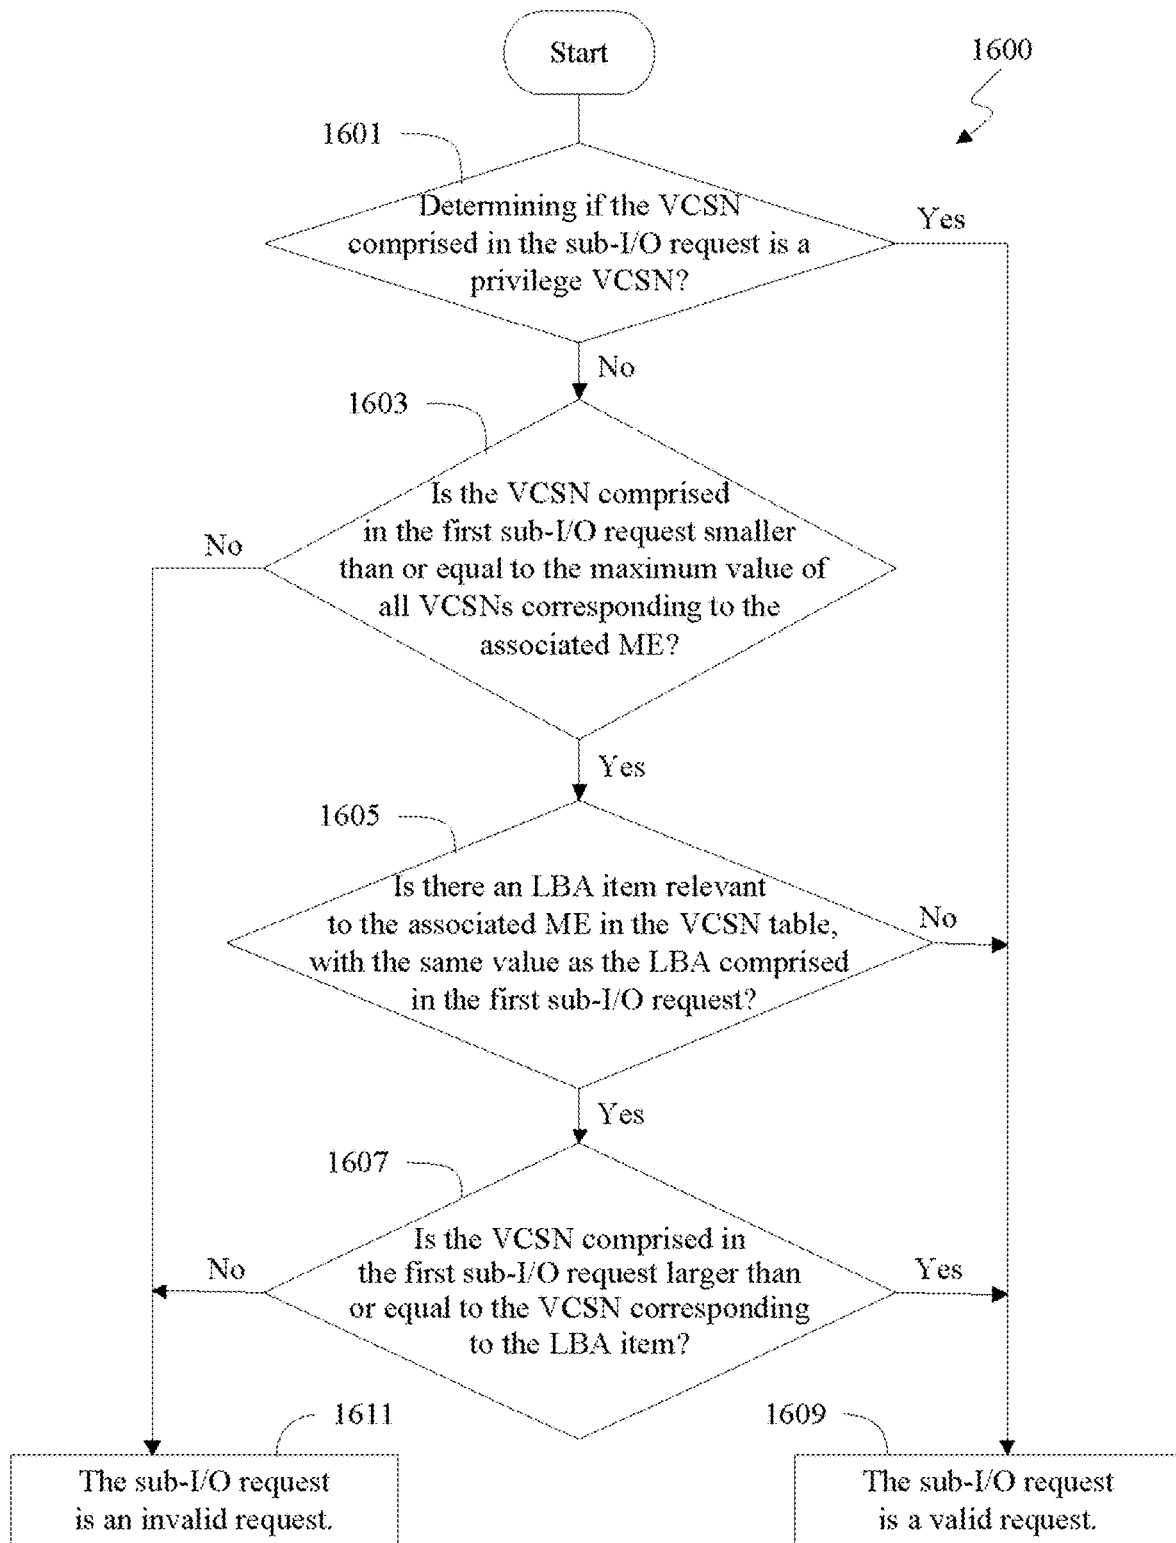 Start
1600
1601
Determining if the VCSN
comprised in the sub-I/O request is a
privilege VCSN?
Yes
No
1603
Is the VCSN comprised
in the first sub-I/O request smaller
than or equal to the maximum value of
all VCSNs corresponding to the
associated ME?
No
Yes
1605
Is there an LBA item relevant
to the associated ME in the VCSN table,
with the same value as the LBA comprised
in the first sub-I/O request?
No
Yes
1607
Is the VCSN comprised in
the first sub-I/O request larger than
or equal to the VCSN corresponding
to the LBA item?
No
Yes
1611
The sub-I/O request
is an invalid request.
1609
The sub-I/O request
is a valid request.